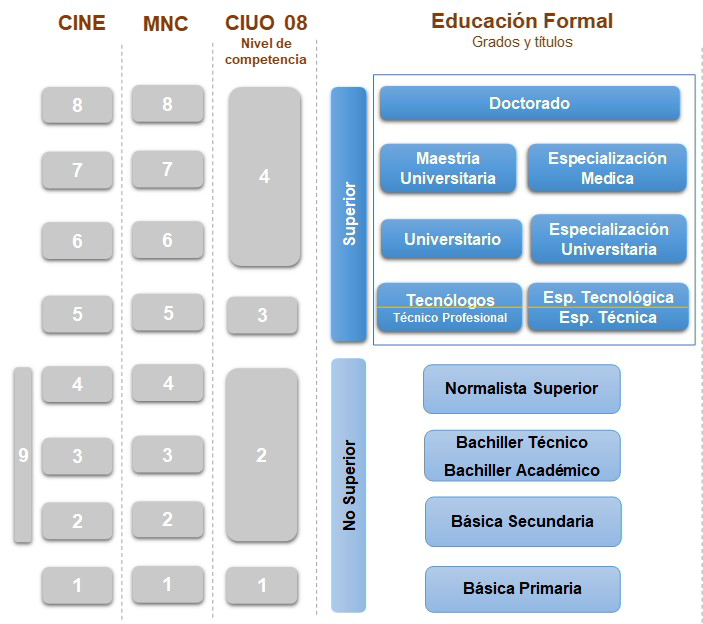 CINE
MNC
CIUO 08
Nivel de
competencia
Educación Formal
Grados y títulos
8
8
4
Superior
Doctorado
7
7
Maestría
Universitaria
Especialización
Medica
6
6
Universitario
Especialización
Universitaria
5
5
3
Tecnólogos
Técnico Profesional
Esp. Tecnológica
Esp. Técnica
9
4
4
2
No Superior
Normalista Superior
3
3
Bachiller Técnico
Bachiller Académico
2
2
Básica Secundaria
1
1
1
Básica Primaria